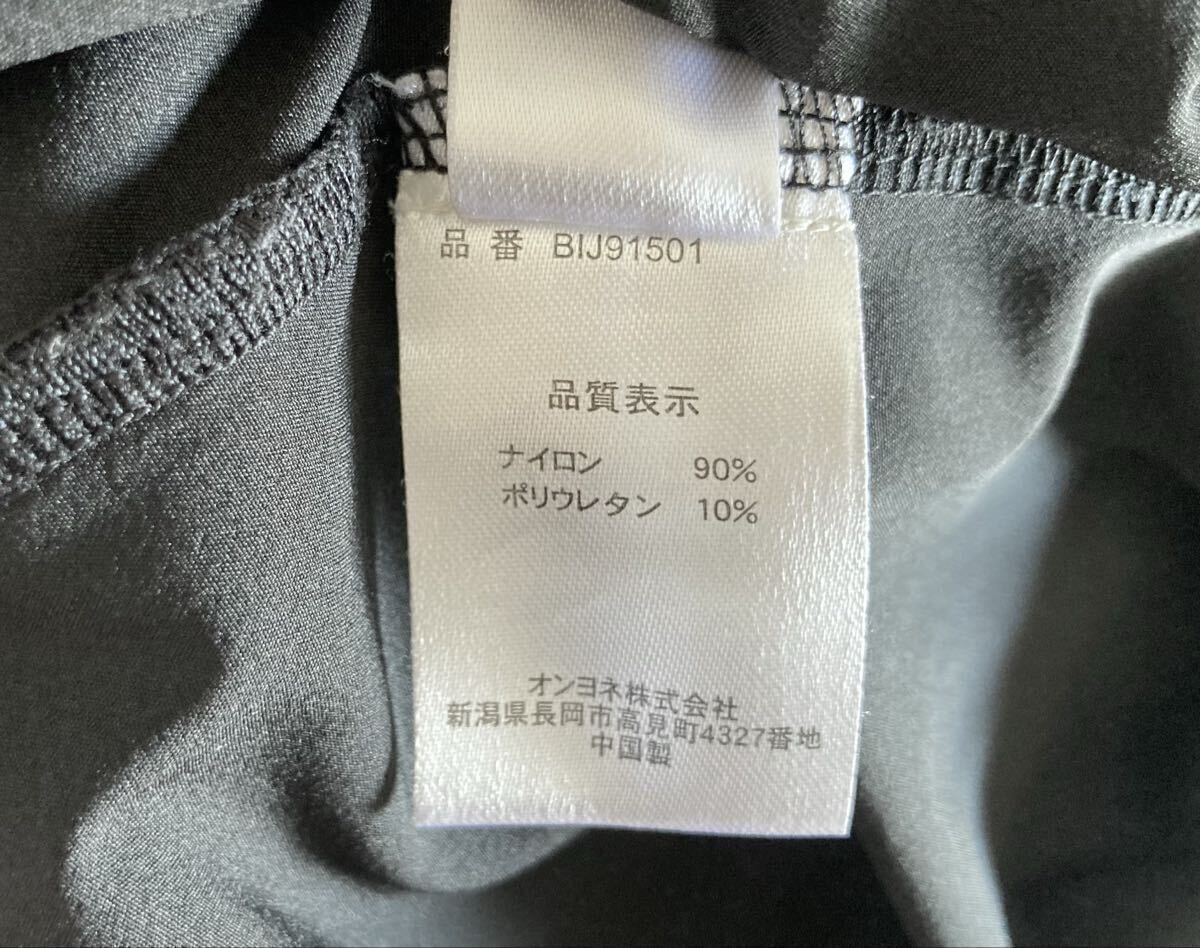 品 番 BIJ91501
品質表示
ナイロン 90%
ポリウレタン 10%
オンヨネ株式会社
新潟県長岡市高見町4327番地
中国製